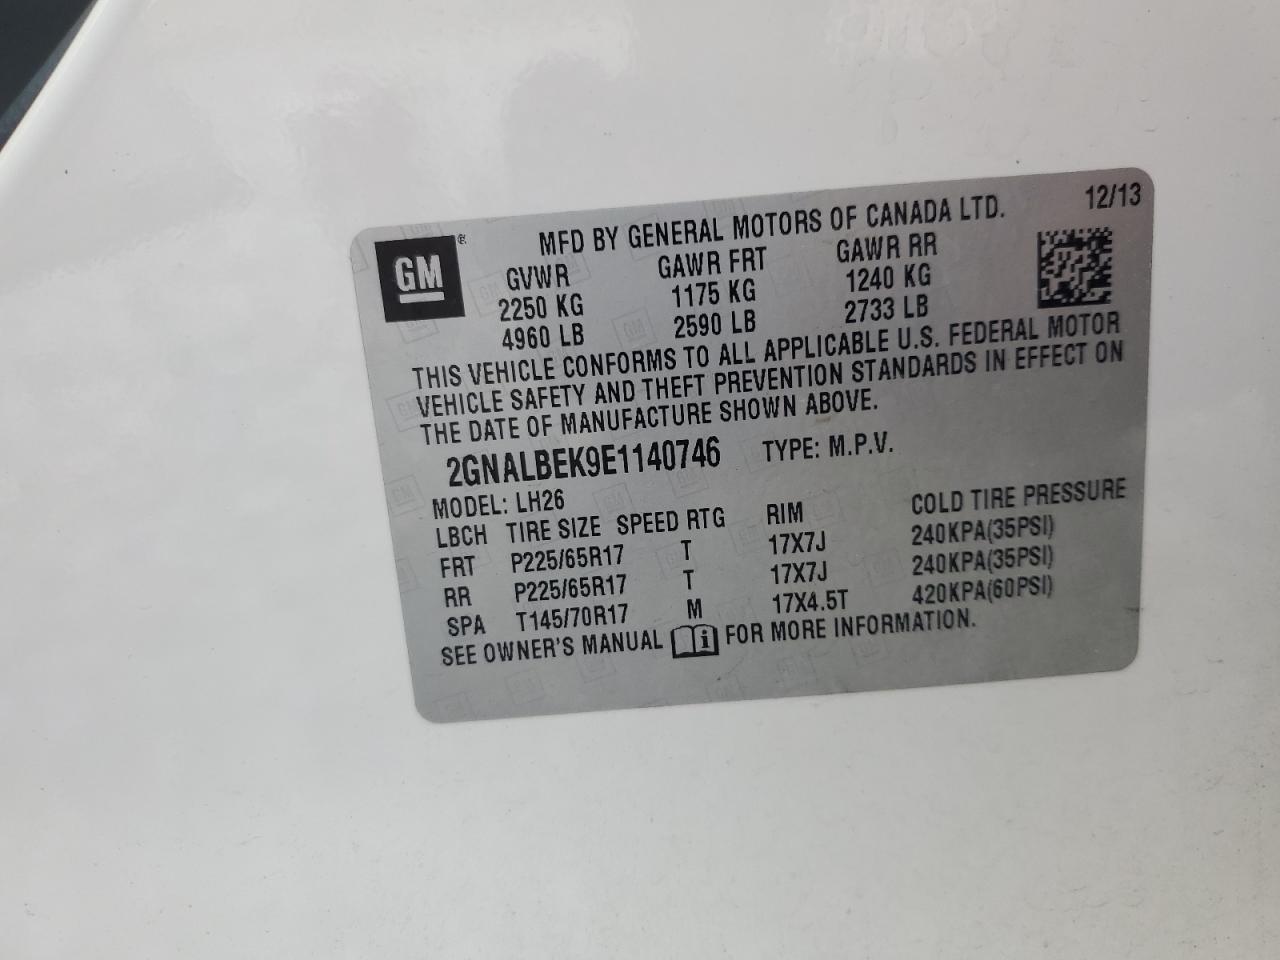 12/13
GM®
MFD BY GENERAL MOTORS OF CANADA LTD.
GVWR GAWR FRT GAWR RR
2250 KG 1175 KG 1240 KG
4960 LB 2590 LB 2733 LB
THIS VEHICLE CONFORMS TO ALL APPLICABLE U.S. FEDERAL MOTOR
VEHICLE SAFETY AND THEFT PREVENTION STANDARDS IN EFFECT ON
THE DATE OF MANUFACTURE SHOWN ABOVE.
2GNALBEK9E1140746 TYPE: M.P.V.
MODEL: LH26
LBCH TIRE SIZE SPEED RTG RIM COLD TIRE PRESSURE
FRT P225/65R17 T 17X7J 240KPA(35PSI)
RR P225/65R17 T 17X7J 240KPA(35PSI)
SPA T145/70R17 M 17X4.5T 420KPA(60PSI)
SEE OWNER'S MANUAL i FOR MORE INFORMATION.